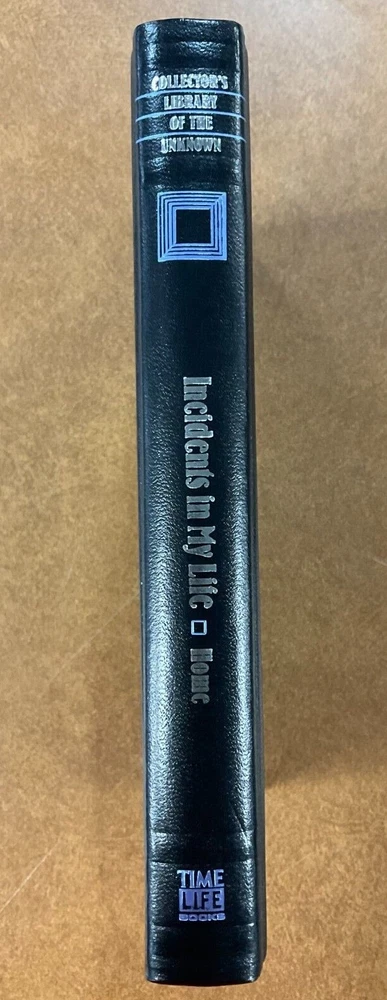 COLLECTOR'S
LIBRARY
OF THE
UNKNOWN
Incidents in My Life Home
TIME
LIFE
BOOKS